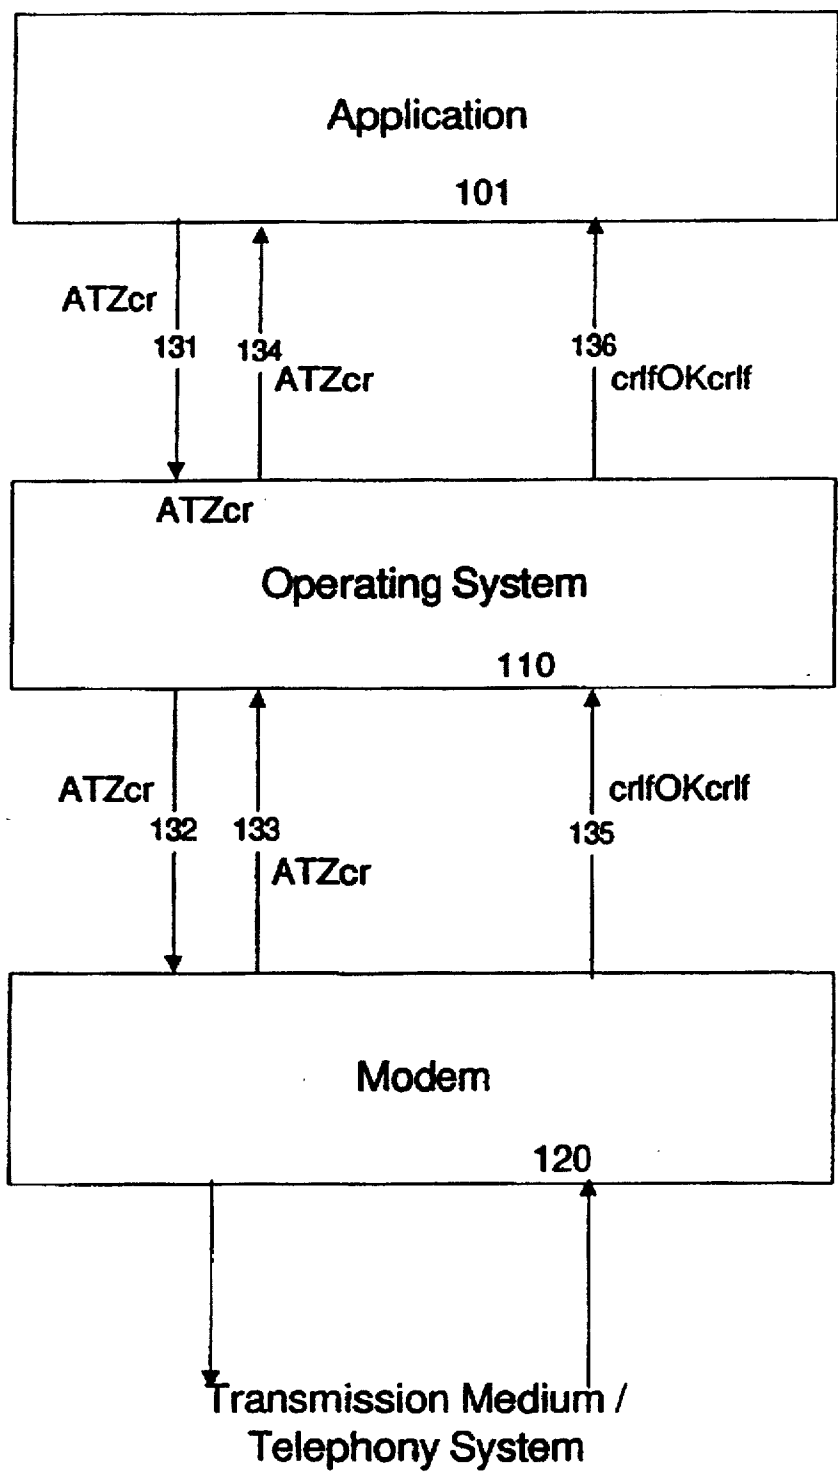 Application
101
ATZcr
131
134
ATZcr
136
crlfOKcrlf
ATZcr
Operating System
110
ATZcr
132
133
ATZcr
crlfOKcrlf
135
Modem
120
Transmission Medium /
Telephony System